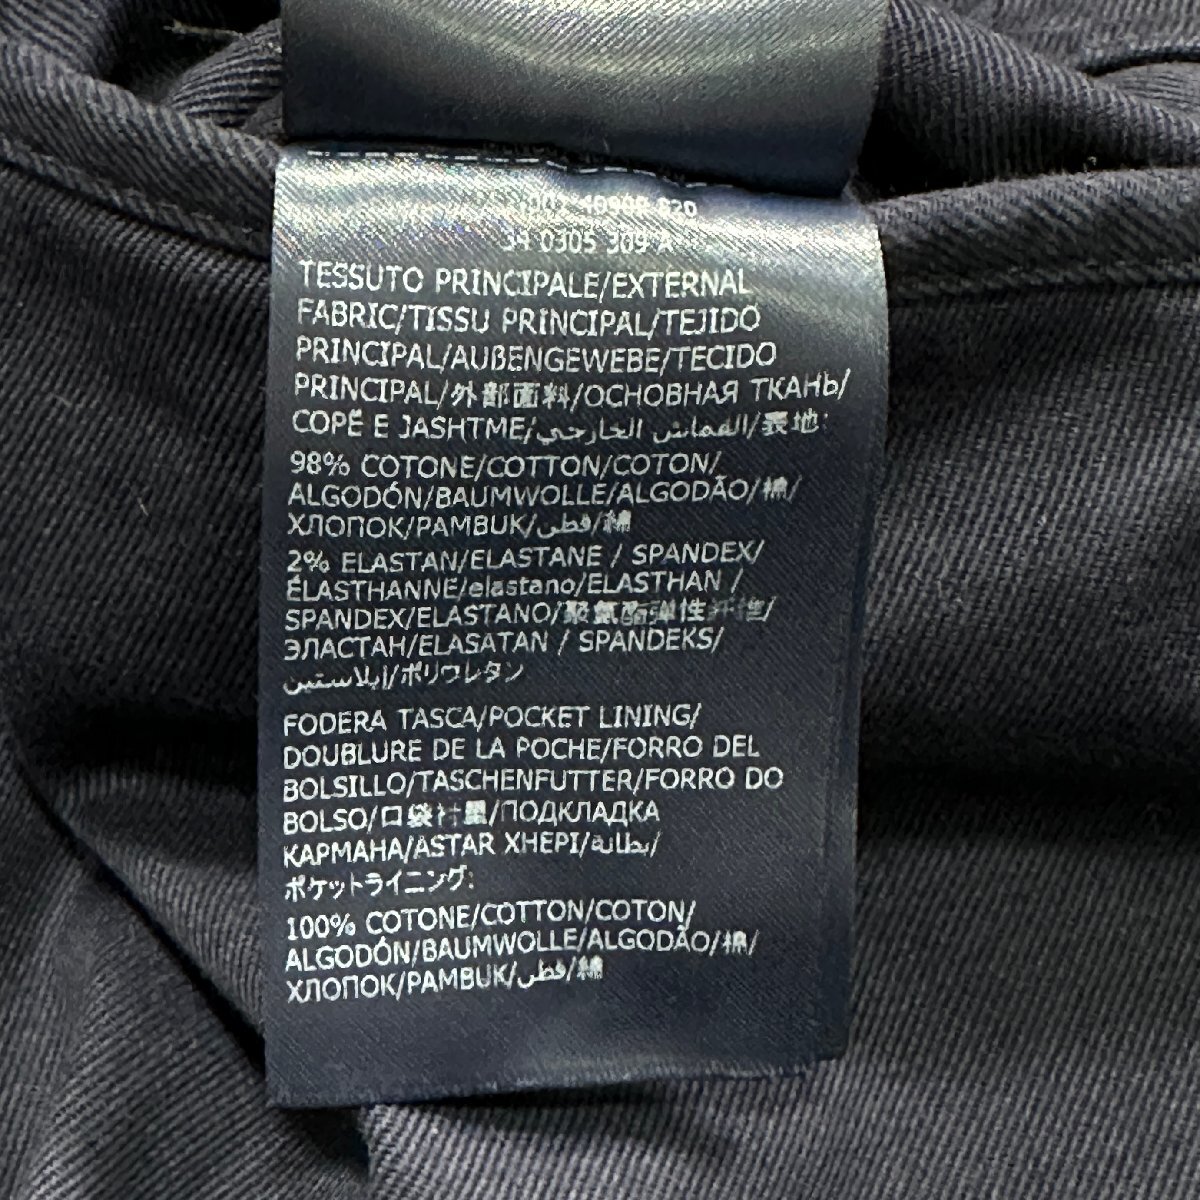 34 0305 309 A
TESSUTO PRINCIPALE/EXTERNAL
FABRIC/TISSU PRINCIPAL/TEJIDO
PRINCIPAL/AUßENGEWEBE/TECIDO
PRINCIPAL/外部面料/ОСНОВНАЯ ТКАНЬ/
COPË E JASHTME/القماش الخارجي/表地:
98% COTONE/COTTON/COTON/
ALGODÓN/BAUMWOLLE/ALGODÃO/棉/
ХЛОПОК/PAMBUK/قطن/綿
2% ELASTAN/ELASTANE / SPANDEX/
ÉLASTHANNE/elastano/ELASTHAN /
SPANDEX/ELASTANO/聚氨酯弹性纤维/
ЭЛАСТАН/ELASATAN / SPANDEKS/
إيلاستين/ポリウレタン
FODERA TASCA/POCKET LINING/
DOUBLURE DE LA POCHE/FORRO DEL
BOLSILLO/TASCHENFUTTER/FORRO DO
BOLSO/口袋衬里/ПОДКЛАДКА
КАРМАНА/ASTAR XHEPI/بطانة/
ポケットライニング:
100% COTONE/COTTON/COTON/
ALGODÓN/BAUMWOLLE/ALGODÃO/棉/
ХЛОПОК/PAMBUK/قطن/綿